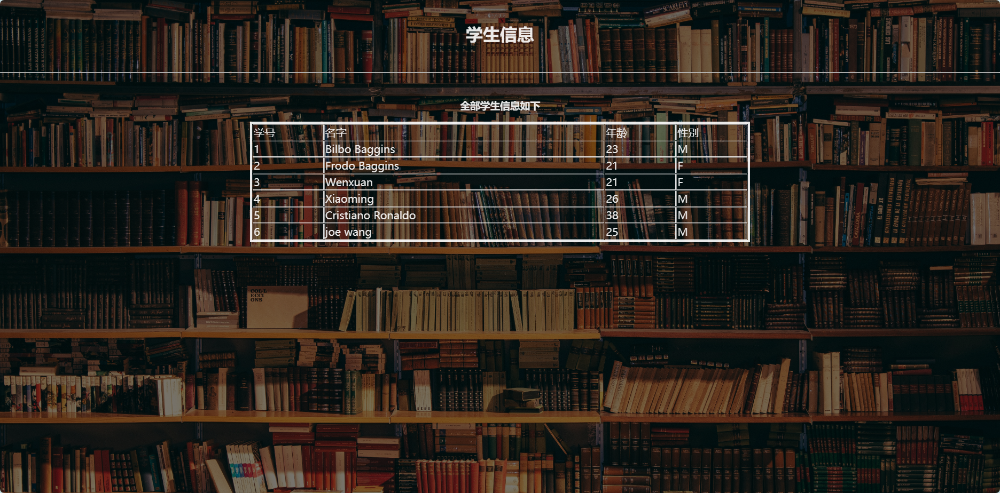 学生信息
全部学生信息如下
学号 名字 年龄 性别
1 Bilbo Baggins 23 M
2 Frodo Baggins 21 F
3 Wenxuan 21 F
4 Xiaoming 26 M
5 Cristiano Ronaldo 38 M
6 joe wang 25 M
COL·L
ECCI
ONS